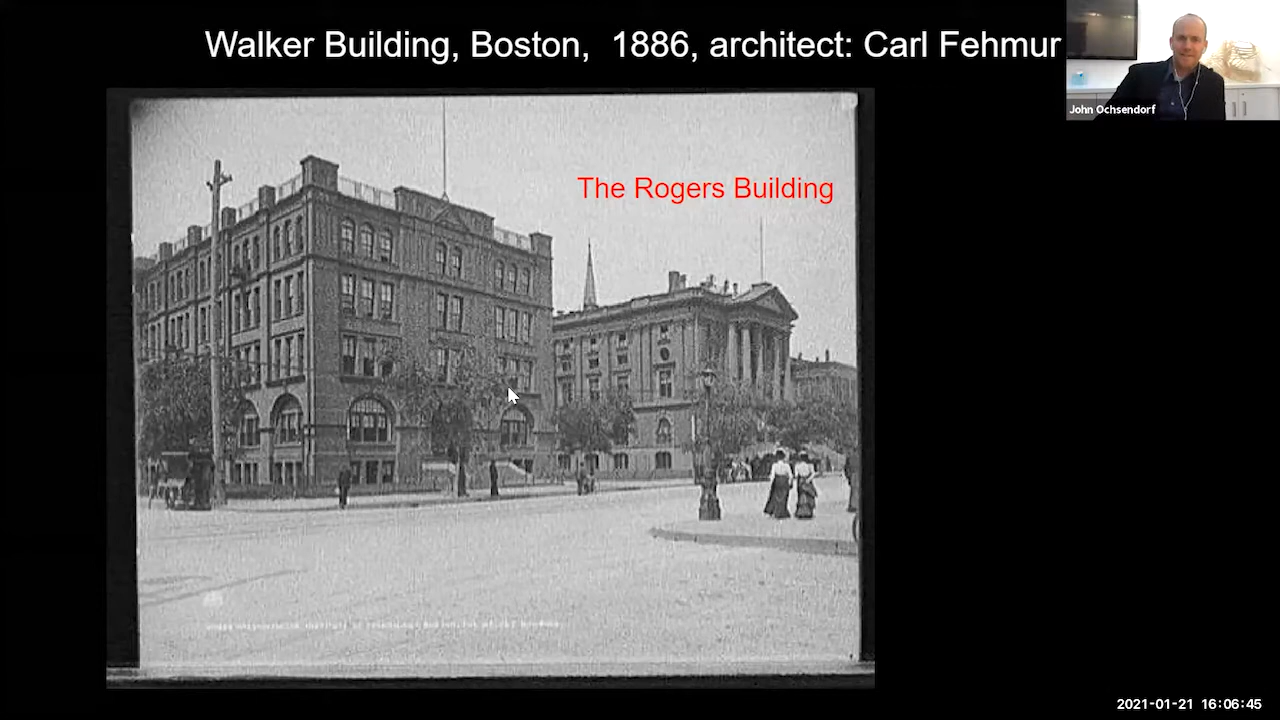 Walker Building, Boston, 1886, architect: Carl Fehmur
John Ochsendorf
The Rogers Building
2021-01-21 16:06:45